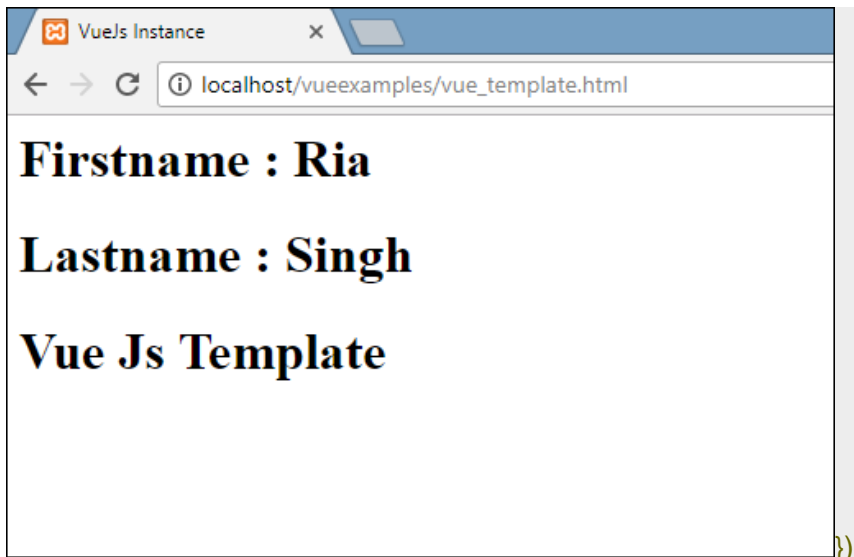 VueJs Instance
localhost/vueexamples/vue_template.html
Firstname : Ria
Lastname : Singh
Vue Js Template
})